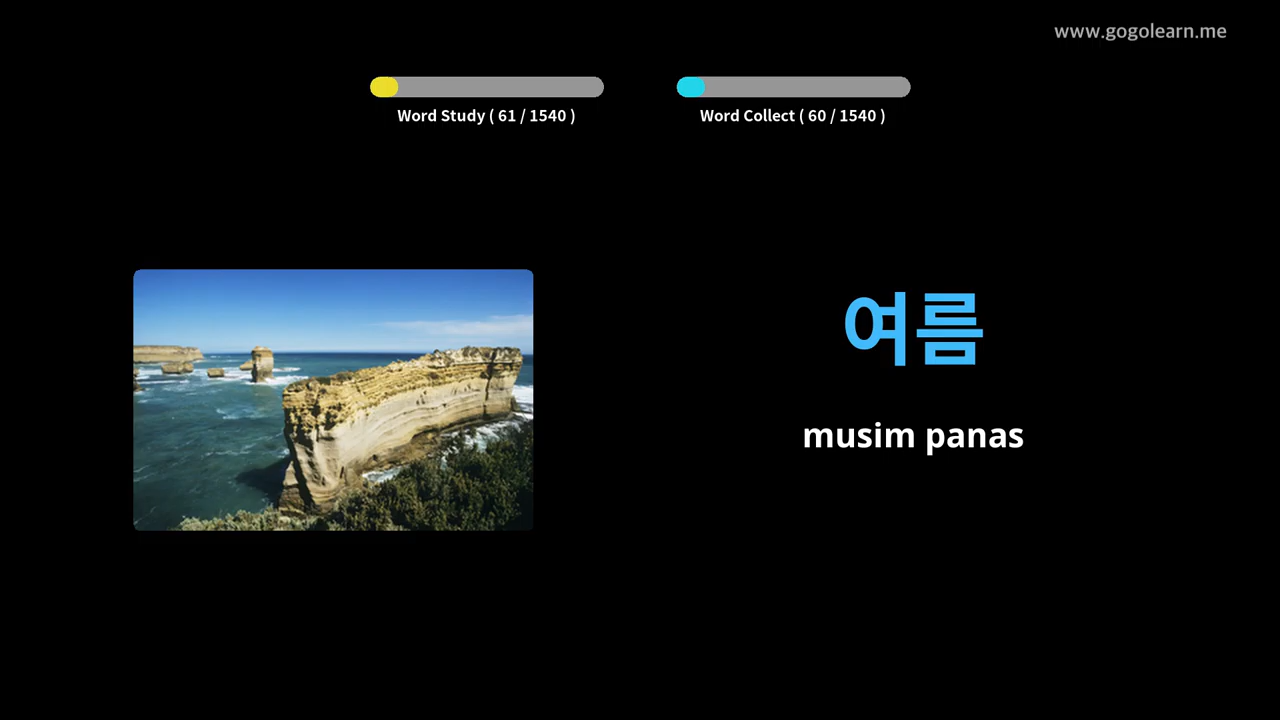 www.gogolearn.me
Word Study ( 61 / 1540 )
Word Collect ( 60 / 1540 )
여름
musim panas